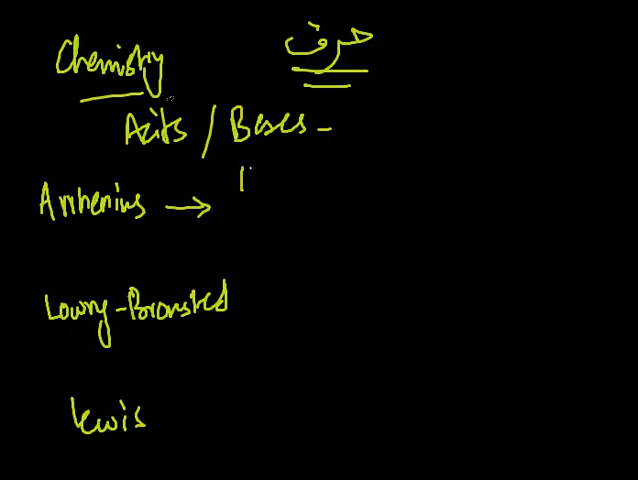 Chemistry
حرف
Acids / Bases -
Arrhenius →
Lowry-Bronsted
Lewis